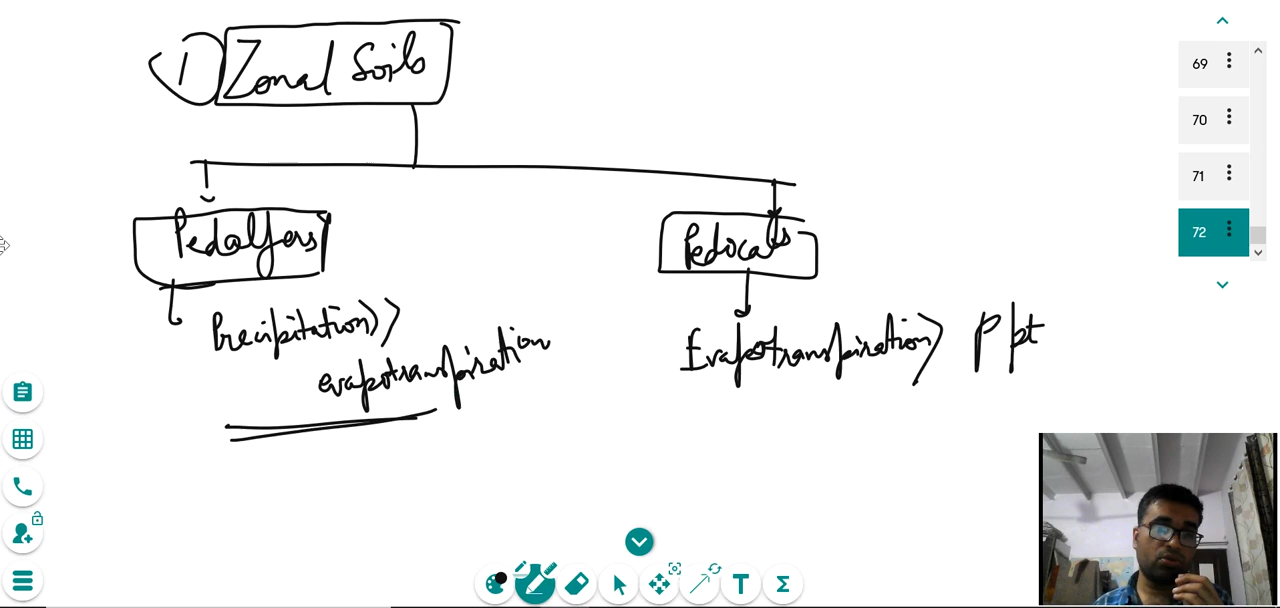 1 Zonal Soils
Pedalfers
Pedocals
Precipitation >>
evapotranspiration
Evapotranspiration > Ppt
69
70
71
72
T
Σ